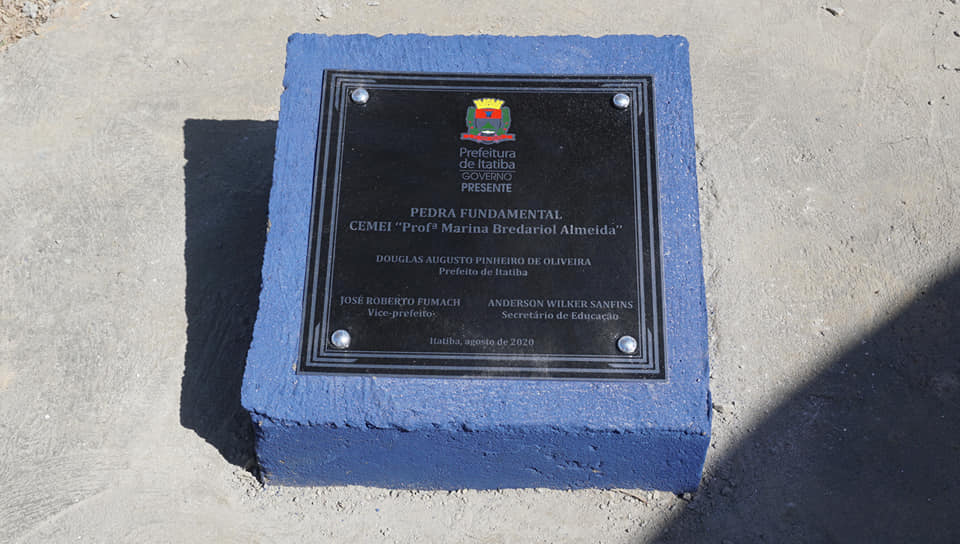 Prefeitura
de Itatiba
GOVERNO
PRESENTE
PEDRA FUNDAMENTAL
CEMEI "Profª Marina Bredariol Almeida"
DOUGLAS AUGUSTO PINHEIRO DE OLIVEIRA
Prefeito de Itatiba
JOSÉ ROBERTO FUMACH
Vice-prefeito
ANDERSON WILKER SANFINS
Secretário de Educação
Itatiba, agosto de 2020